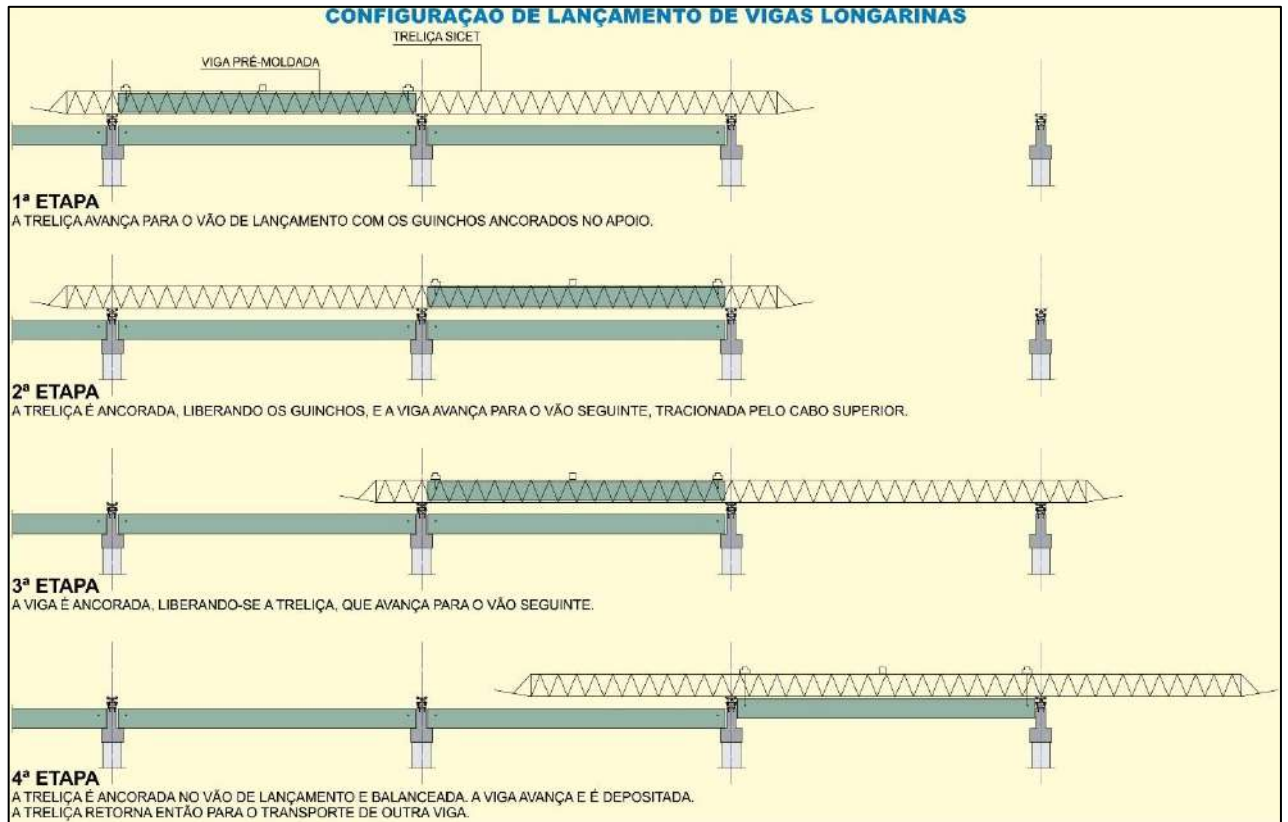 CONFIGURAÇÃO DE LANÇAMENTO DE VIGAS LONGARINAS
TRELIÇA SICET
VIGA PRÉ-MOLDADA
1ª ETAPA
A TRELIÇA AVANÇA PARA O VÃO DE LANÇAMENTO COM OS GUINCHOS ANCORADOS NO APOIO.
2ª ETAPA
A TRELIÇA É ANCORADA, LIBERANDO OS GUINCHOS, E A VIGA AVANÇA PARA O VÃO SEGUINTE, TRACIONADA PELO CABO SUPERIOR.
3ª ETAPA
A VIGA É ANCORADA, LIBERANDO-SE A TRELIÇA, QUE AVANÇA PARA O VÃO SEGUINTE.
4ª ETAPA
A TRELIÇA É ANCORADA NO VÃO DE LANÇAMENTO E BALANCEADA. A VIGA AVANÇA E É DEPOSITADA.
A TRELIÇA RETORNA ENTÃO PARA O TRANSPORTE DE OUTRA VIGA.